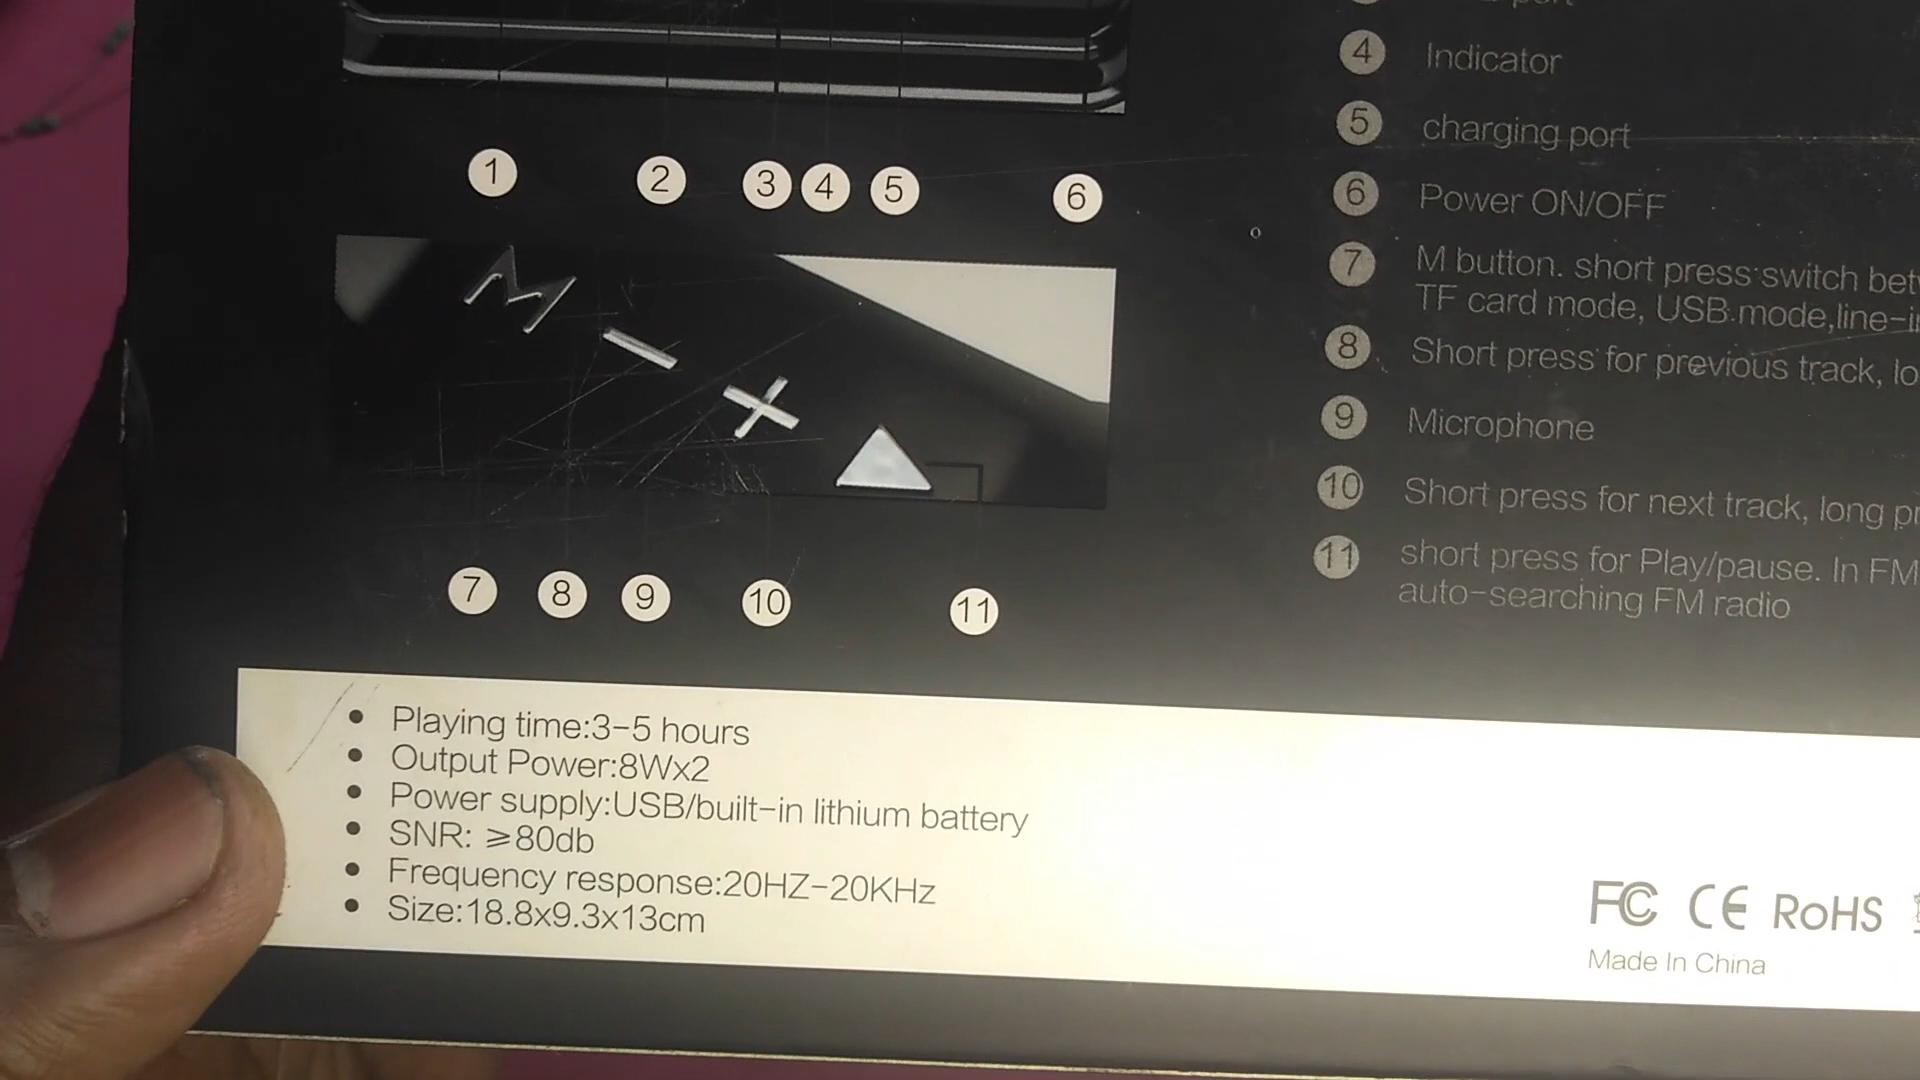 4 Indicator
5 charging port
6 Power ON/OFF
7 M button. short press switch
TF card mode, USB mode,
8 Short press for previous track,
9 Microphone
10 Short press for next track, long
11 short press for Play/pause. In FM
auto-searching FM radio
1 2 3 4 5 6
M - +
7 8 9 10 11
• Playing time:3-5 hours
• Output Power:8Wx2
• Power supply:USB/built-in lithium battery
• SNR: ≥80db
• Frequency response:20HZ-20KHz
• Size:18.8x9.3x13cm
FC CE RoHS
Made In China